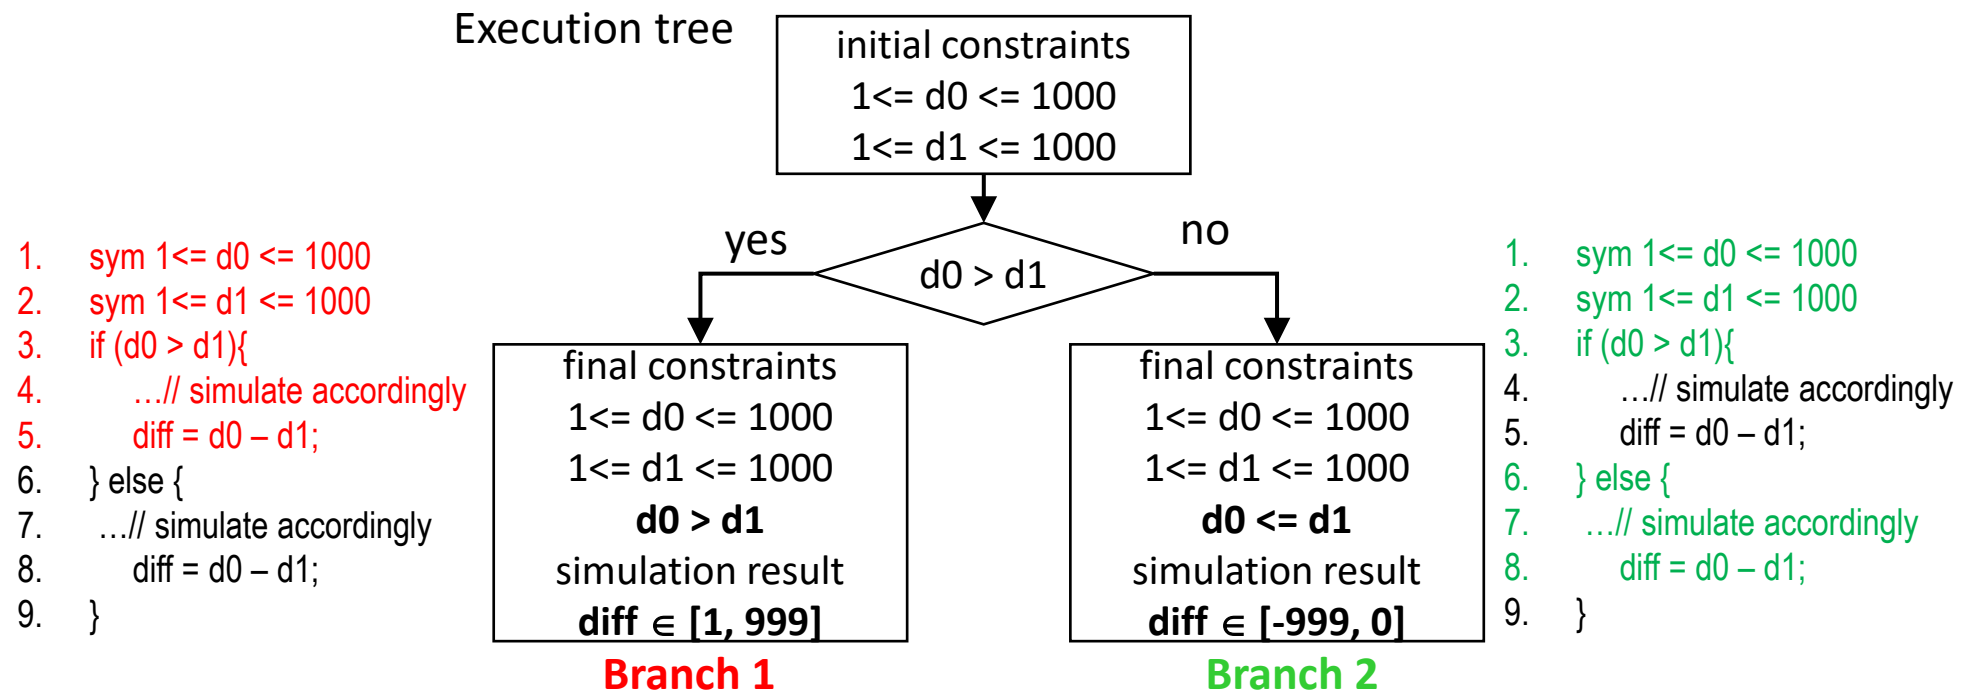 Execution tree
initial constraints
1<= d0 <= 1000
1<= d1 <= 1000
yes
no
d0 > d1
1. sym 1<= d0 <= 1000
2. sym 1<= d1 <= 1000
3. if (d0 > d1){
4. …// simulate accordingly
5. diff = d0 – d1;
6. } else {
7. …// simulate accordingly
8. diff = d0 – d1;
9. }
final constraints
1<= d0 <= 1000
1<= d1 <= 1000
d0 > d1
simulation result
diff ∈ [1, 999]
Branch 1
final constraints
1<= d0 <= 1000
1<= d1 <= 1000
d0 <= d1
simulation result
diff ∈ [-999, 0]
Branch 2
1. sym 1<= d0 <= 1000
2. sym 1<= d1 <= 1000
3. if (d0 > d1){
4. …// simulate accordingly
5. diff = d0 – d1;
6. } else {
7. …// simulate accordingly
8. diff = d0 – d1;
9. }